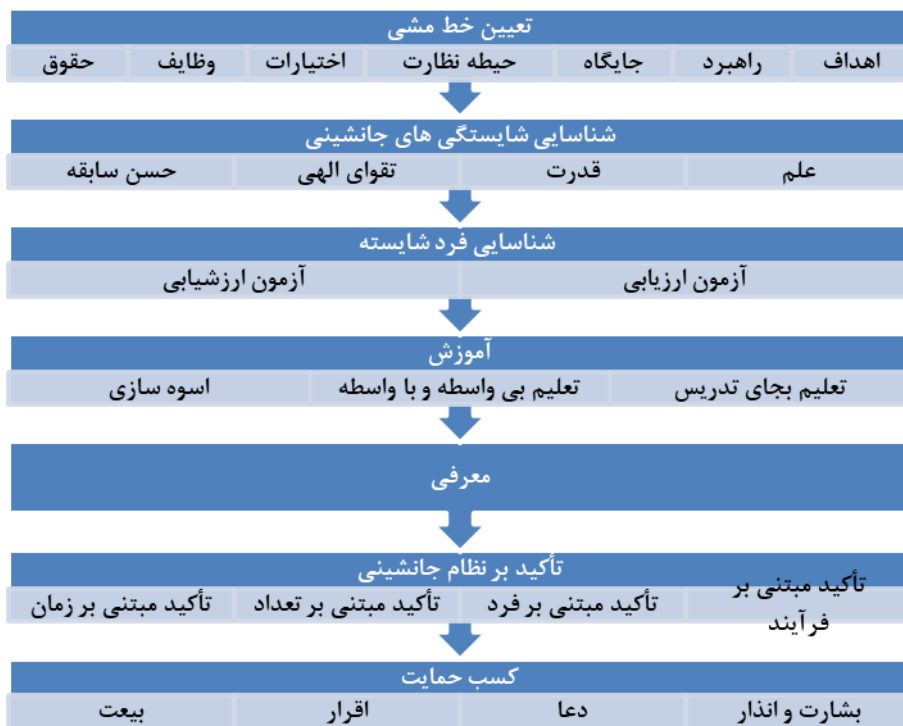 تعیین خط مشی
اهداف راهبرد جایگاه حیطه نظارت اختیارات وظایف حقوق
شناسایی شایستگی های جانشینی
علم قدرت تقوای الهی حسن سابقه
شناسایی فرد شایسته
آزمون ارزیابی آزمون ارزشیابی
آموزش
تعلیم بجای تدریس تعلیم بی واسطه و با واسطه اسوه سازی
معرفی
تأکید بر نظام جانشینی
تأکید مبتنی بر
فرآیند
تأکید مبتنی بر فرد تأکید مبتنی بر تعداد تأکید مبتنی بر زمان
کسب حمایت
بشارت و انذار دعا اقرار بیعت